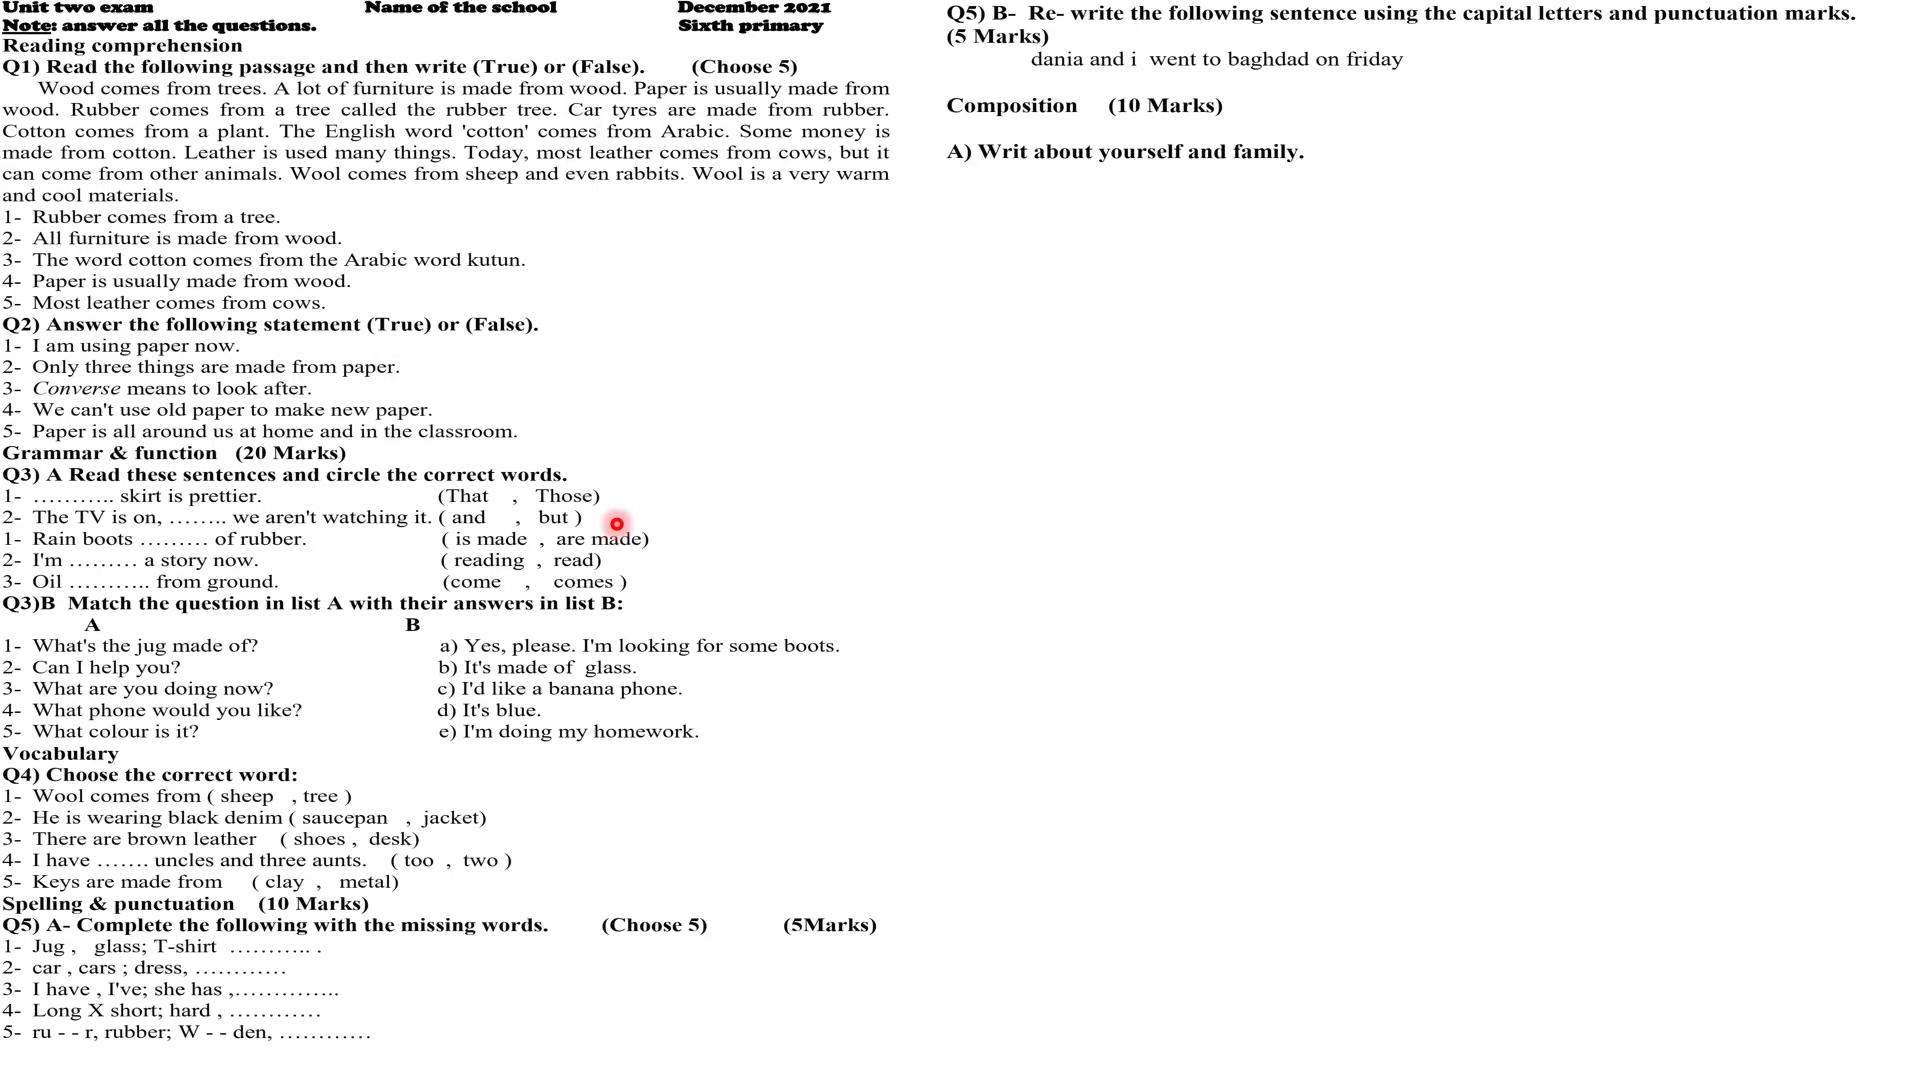 Unit two exam Name of the school December 2021
Note: answer all the questions. Sixth primary
Reading comprehension
Q1) Read the following passage and then write (True) or (False). (Choose 5)
Wood comes from trees. A lot of furniture is made from wood. Paper is usually made from
wood. Rubber comes from a tree called the rubber tree. Car tyres are made from rubber.
Cotton comes from a plant. The English word 'cotton' comes from Arabic. Some money is
made from cotton. Leather is used many things. Today, most leather comes from cows, but it
can come from other animals. Wool comes from sheep and even rabbits. Wool is a very warm
and cool materials.
1- Rubber comes from a tree.
2- All furniture is made from wood.
3- The word cotton comes from the Arabic word kutun.
4- Paper is usually made from wood.
5- Most leather comes from cows.
Q2) Answer the following statement (True) or (False).
1- I am using paper now.
2- Only three things are made from paper.
3- Converse means to look after.
4- We can't use old paper to make new paper.
5- Paper is all around us at home and in the classroom.
Grammar & function (20 Marks)
Q3) A Read these sentences and circle the correct words.
1- ……….. skirt is prettier. (That , Those)
2- The TV is on, …….. we aren't watching it. ( and , but )
1- Rain boots ……… of rubber. ( is made , are made)
2- I'm ……… a story now. ( reading , read)
3- Oil ……….. from ground. (come , comes )
Q3)B Match the question in list A with their answers in list B:
A B
1- What's the jug made of? a) Yes, please. I'm looking for some boots.
2- Can I help you? b) It's made of glass.
3- What are you doing now? c) I'd like a banana phone.
4- What phone would you like? d) It's blue.
5- What colour is it? e) I'm doing my homework.
Vocabulary
Q4) Choose the correct word:
1- Wool comes from ( sheep , tree )
2- He is wearing black denim ( saucepan , jacket)
3- There are brown leather ( shoes , desk)
4- I have ……. uncles and three aunts. ( too , two )
5- Keys are made from ( clay , metal)
Spelling & punctuation (10 Marks)
Q5) A- Complete the following with the missing words. (Choose 5) (5Marks)
1- Jug , glass; T-shirt ……….. .
2- car , cars ; dress, …………
3- I have , I've; she has ,…………..
4- Long X short; hard , …………
5- ru - - r, rubber; W - - den, …………
Q5) B- Re- write the following sentence using the capital letters and punctuation marks.
(5 Marks)
dania and i went to baghdad on friday
Composition (10 Marks)
A) Writ about yourself and family.